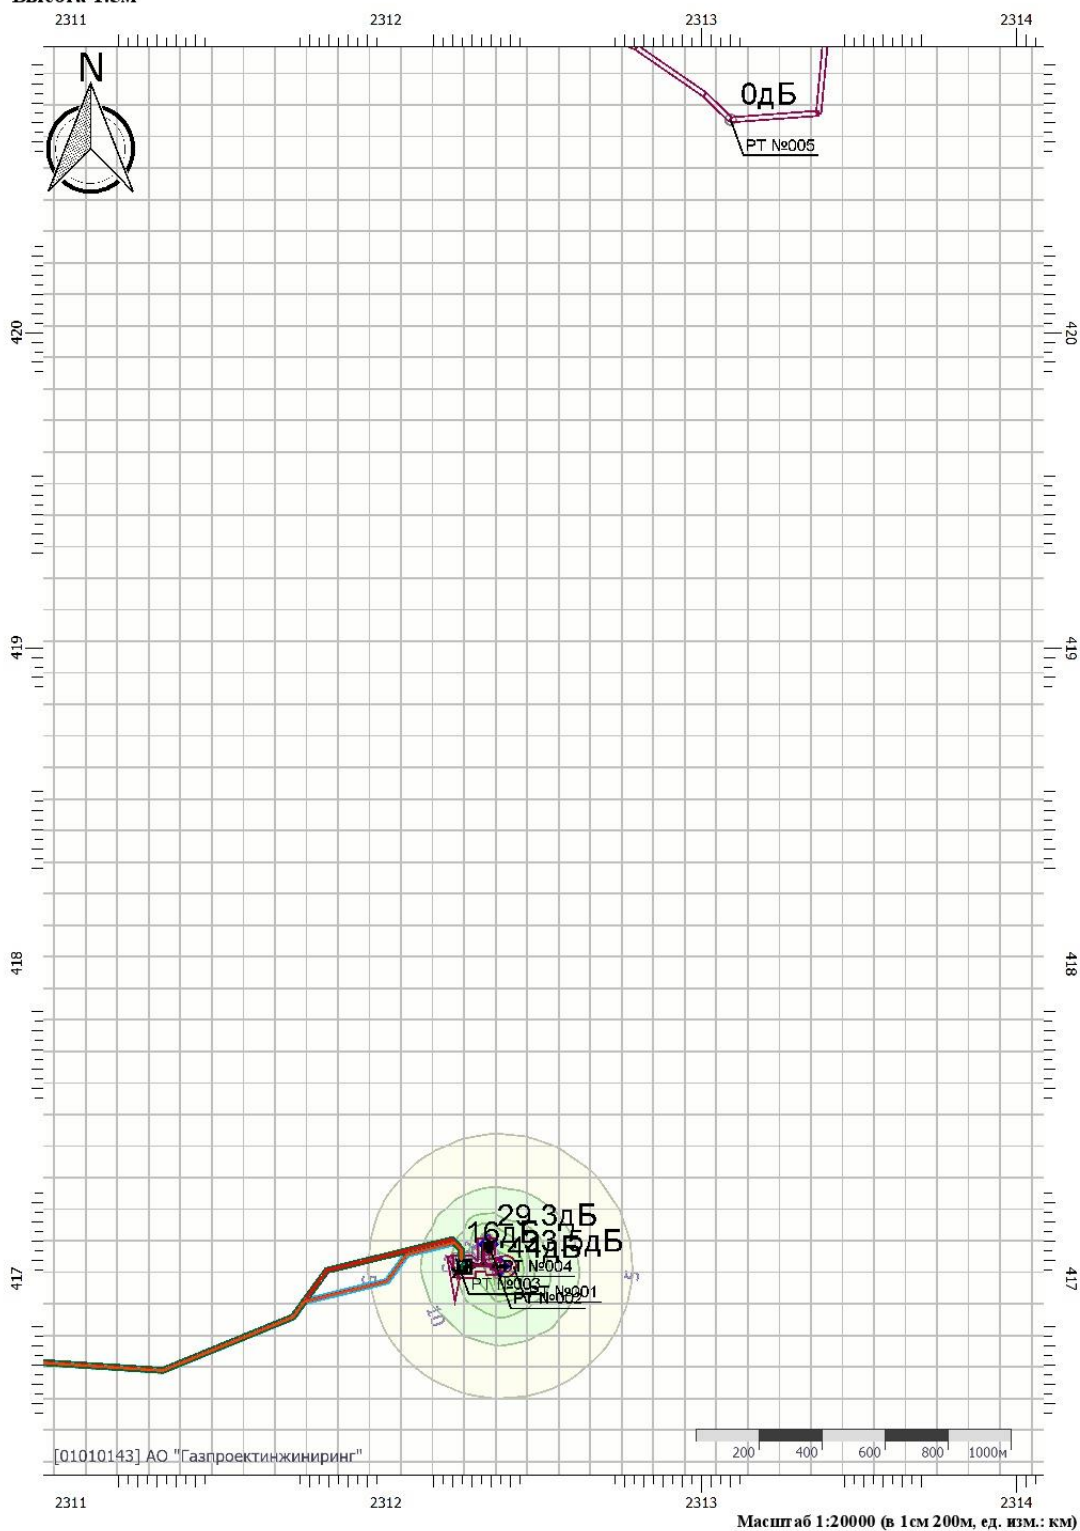 Высота 1.5м
2311 2312 2313 2314
N
0дБ
РТ №005
420 420
419 419
418 418
29.3дБ
16дБ
44дБ
РТ №004
417 417
5 5
РТ №003
РТ №001
РТ №002
10
[01010143] АО "Газпроектинжиниринг"
200 400 600 800 1000м
2311 2312 2313 2314
Масштаб 1:20000 (в 1см 200м, ед. изм.: км)